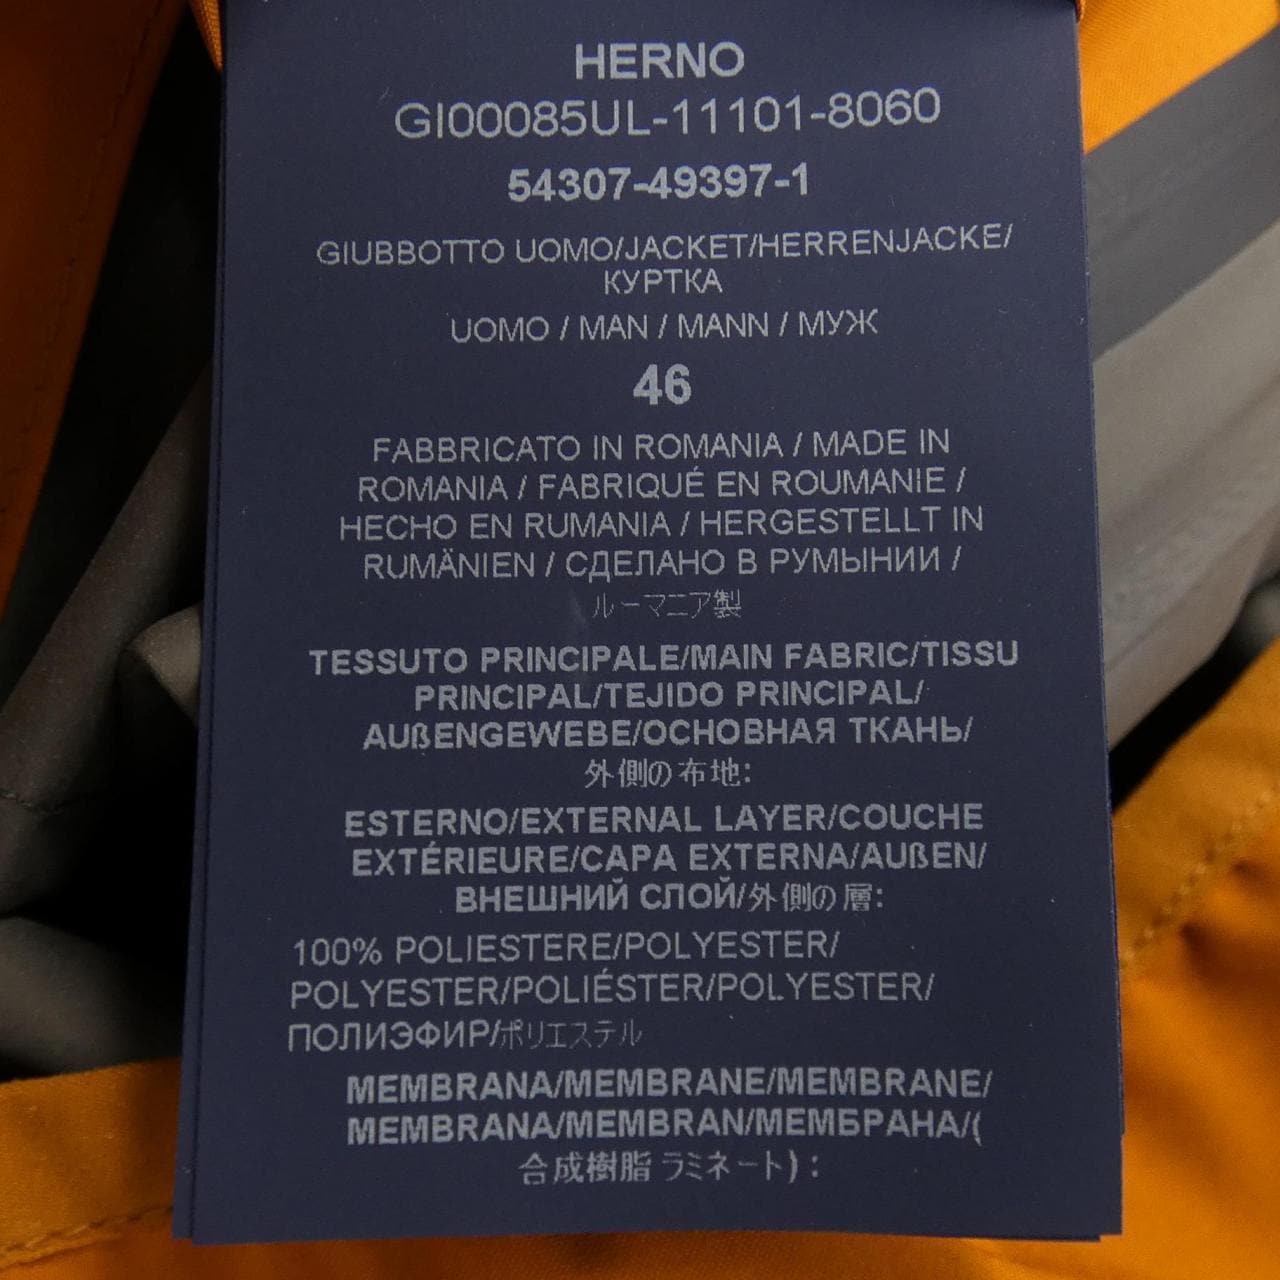 HERNO
GI00085UL-11101-8060
54307-49397-1
GIUBBOTTO UOMO/JACKET/HERRENJACKE/
КУРТКА
UOMO / MAN / MANN / МУЖ
46
FABBRICATO IN ROMANIA / MADE IN
ROMANIA / FABRIQUÉ EN ROUMANIE /
HECHO EN RUMANIA / HERGESTELLT IN
RUMÄNIEN / СДЕЛАНО В РУМЫНИИ /
ルーマニア製
TESSUTO PRINCIPALE/MAIN FABRIC/TISSU
PRINCIPAL/TEJIDO PRINCIPAL/
AUßENGEWEBE/ОСНОВНАЯ ТКАНЬ/
外側の布地:
ESTERNO/EXTERNAL LAYER/COUCHE
EXTÉRIEURE/CAPA EXTERNA/AUßEN/
ВНЕШНИЙ СЛОЙ/外側の層:
100% POLIESTERE/POLYESTER/
POLYESTER/POLIÉSTER/POLYESTER/
ПОЛИЭФИР/ポリエステル
MEMBRANA/MEMBRANE/MEMBRANE/
MEMBRANA/MEMBRAN/МЕМБРАНА/(
合成樹脂 ラミネート) :